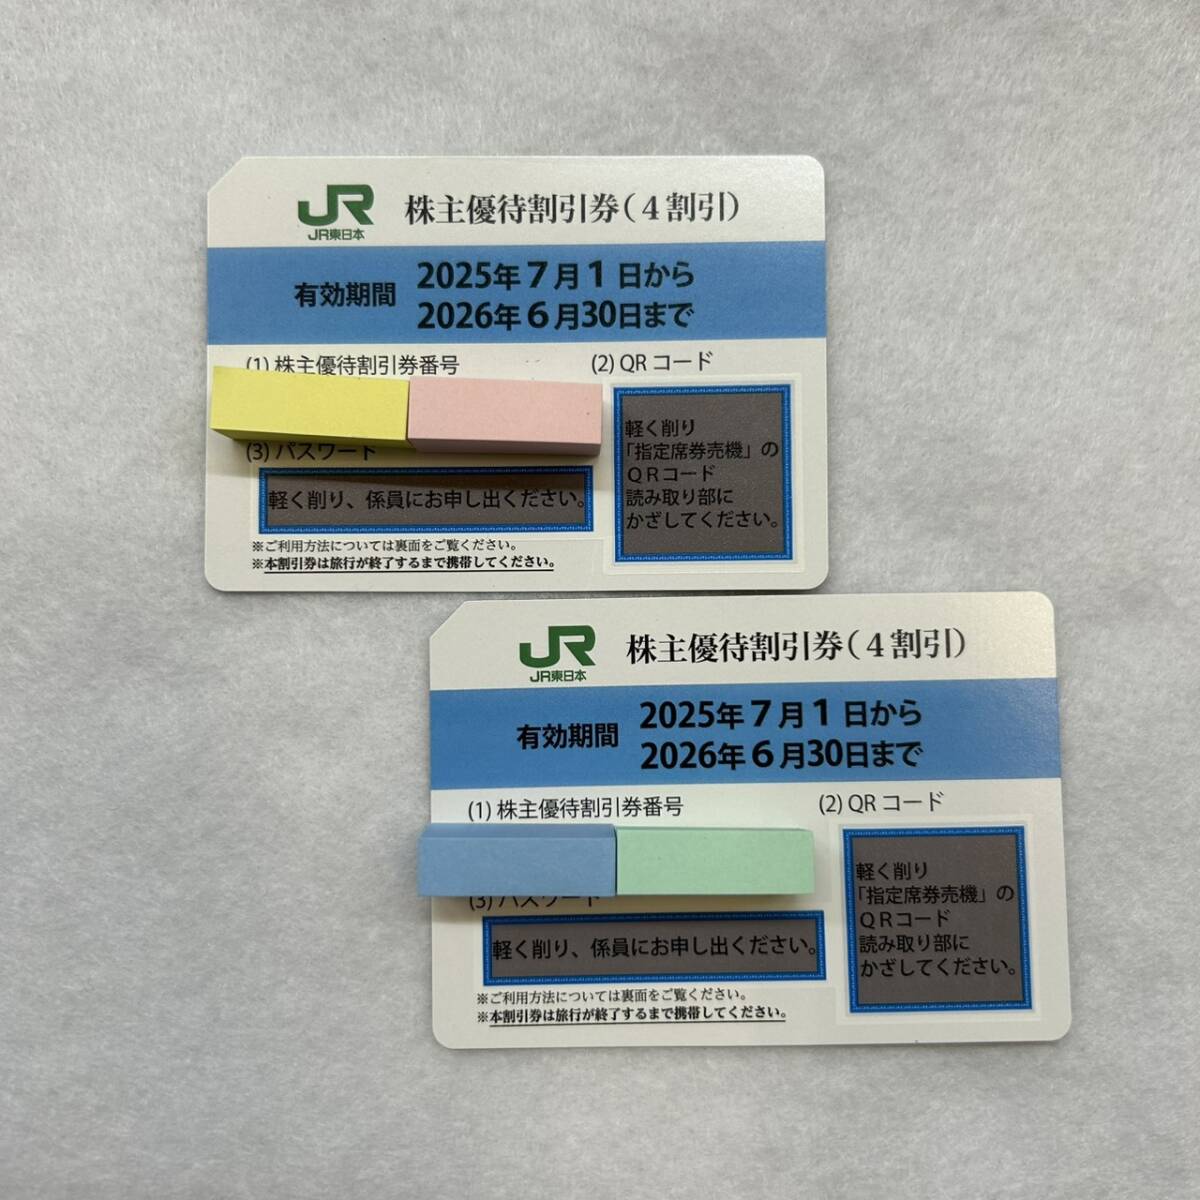 JR 株主優待割引券(4割引)
JR東日本
有効期間 2025年7月1日から
2026年6月30日まで
(1) 株主優待割引券番号
(2) QRコード
(3) パスワード
軽く削り、係員にお申し出ください。
軽く削り
「指定席券売機」の
QRコード
読み取り部に
かざしてください。
※ご利用方法については裏面をご覧ください。
※本割引券は旅行が終了するまで携帯してください。
JR 株主優待割引券(4割引)
JR東日本
有効期間 2025年7月1日から
2026年6月30日まで
(1) 株主優待割引券番号
(2) QRコード
(3) パスワード
軽く削り、係員にお申し出ください。
軽く削り
「指定席券売機」の
QRコード
読み取り部に
かざしてください。
※ご利用方法については裏面をご覧ください。
※本割引券は旅行が終了するまで携帯してください。